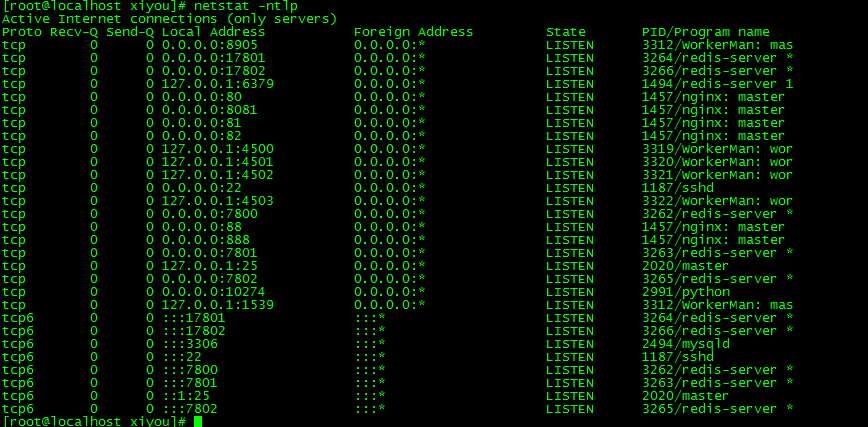 [root@localhost xiyou]# netstat -ntlp
Active Internet connections (only servers)
Proto Recv-Q Send-Q Local Address           Foreign Address         State       PID/Program name
tcp        0      0 0.0.0.0:8905            0.0.0.0:*               LISTEN      3312/WorkerMan: mas
tcp        0      0 0.0.0.0:17801           0.0.0.0:*               LISTEN      3264/redis-server *
tcp        0      0 0.0.0.0:17802           0.0.0.0:*               LISTEN      3266/redis-server *
tcp        0      0 127.0.0.1:6379          0.0.0.0:*               LISTEN      1494/redis-server 1
tcp        0      0 0.0.0.0:80              0.0.0.0:*               LISTEN      1457/nginx: master
tcp        0      0 0.0.0.0:8081            0.0.0.0:*               LISTEN      1457/nginx: master
tcp        0      0 0.0.0.0:81              0.0.0.0:*               LISTEN      1457/nginx: master
tcp        0      0 0.0.0.0:82              0.0.0.0:*               LISTEN      1457/nginx: master
tcp        0      0 127.0.0.1:4500          0.0.0.0:*               LISTEN      3319/WorkerMan: wor
tcp        0      0 127.0.0.1:4501          0.0.0.0:*               LISTEN      3320/WorkerMan: wor
tcp        0      0 127.0.0.1:4502          0.0.0.0:*               LISTEN      3321/WorkerMan: wor
tcp        0      0 0.0.0.0:22              0.0.0.0:*               LISTEN      1187/sshd
tcp        0      0 127.0.0.1:4503          0.0.0.0:*               LISTEN      3322/WorkerMan: wor
tcp        0      0 0.0.0.0:7800            0.0.0.0:*               LISTEN      3262/redis-server *
tcp        0      0 0.0.0.0:88              0.0.0.0:*               LISTEN      1457/nginx: master
tcp        0      0 0.0.0.0:888             0.0.0.0:*               LISTEN      1457/nginx: master
tcp        0      0 0.0.0.0:7801            0.0.0.0:*               LISTEN      3263/redis-server *
tcp        0      0 127.0.0.1:25            0.0.0.0:*               LISTEN      2020/master
tcp        0      0 0.0.0.0:7802            0.0.0.0:*               LISTEN      3265/redis-server *
tcp        0      0 0.0.0.0:10274           0.0.0.0:*               LISTEN      2991/python
tcp        0      0 127.0.0.1:1539          0.0.0.0:*               LISTEN      3312/WorkerMan: mas
tcp6       0      0 :::17801                :::*                    LISTEN      3264/redis-server *
tcp6       0      0 :::17802                :::*                    LISTEN      3266/redis-server *
tcp6       0      0 :::3306                 :::*                    LISTEN      2494/mysqld
tcp6       0      0 :::22                   :::*                    LISTEN      1187/sshd
tcp6       0      0 :::7800                 :::*                    LISTEN      3262/redis-server *
tcp6       0      0 :::7801                 :::*                    LISTEN      3263/redis-server *
tcp6       0      0 ::1:25                  :::*                    LISTEN      2020/master
tcp6       0      0 :::7802                 :::*                    LISTEN      3265/redis-server *
[root@localhost xiyou]#